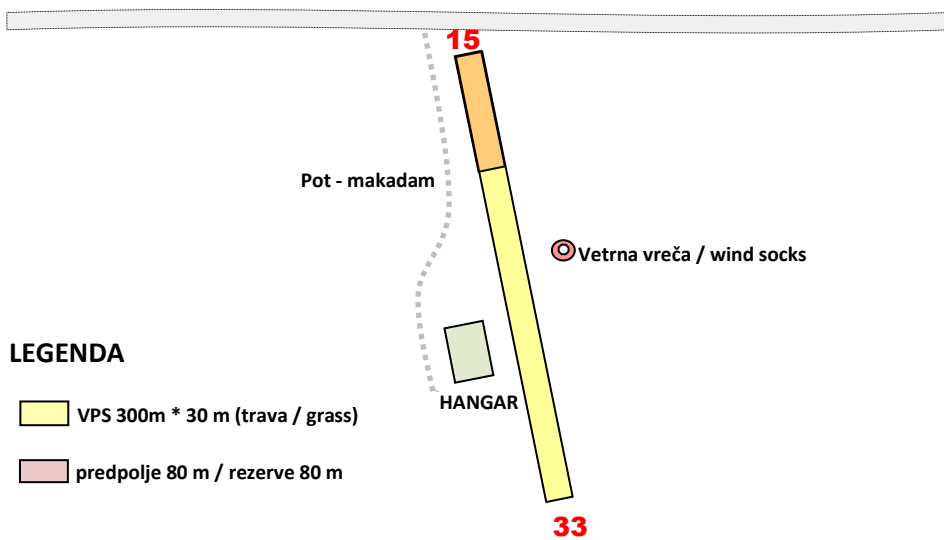 15
Pot - makadam
Vetrna vreča / wind socks
LEGENDA
HANGAR
VPS 300m * 30 m (trava / grass)
predpolje 80 m / rezerve 80 m
33